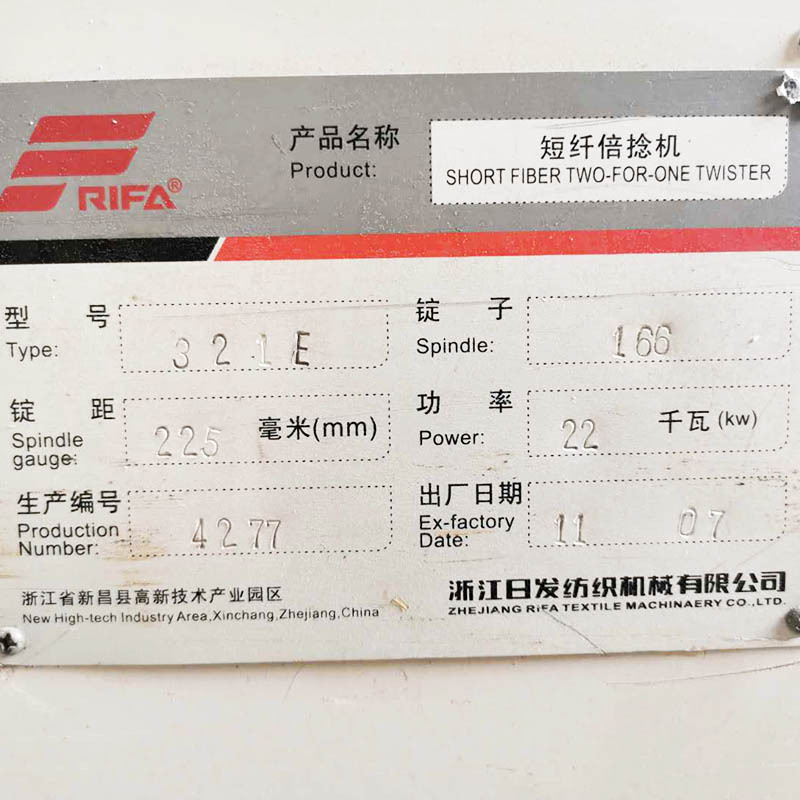 RIFA®
产品名称
Product:
短纤倍捻机
SHORT FIBER TWO-FOR-ONE TWISTER
型 号
Type:
321E
锭 子
Spindle:
166
锭 距
Spindle
gauge:
225 毫米(mm)
功 率
Power:
22 千瓦(kw)
生产编号
Production
Number:
4277
出厂日期
Ex-factory
Date:
11 07
浙江省新昌县高新技术产业园区
New High-tech Industry Area,Xinchang,Zhejiang,China
浙江日发纺织机械有限公司
ZHEJIANG RiFA TEXTILE MACHINAERY CO.,LTD.